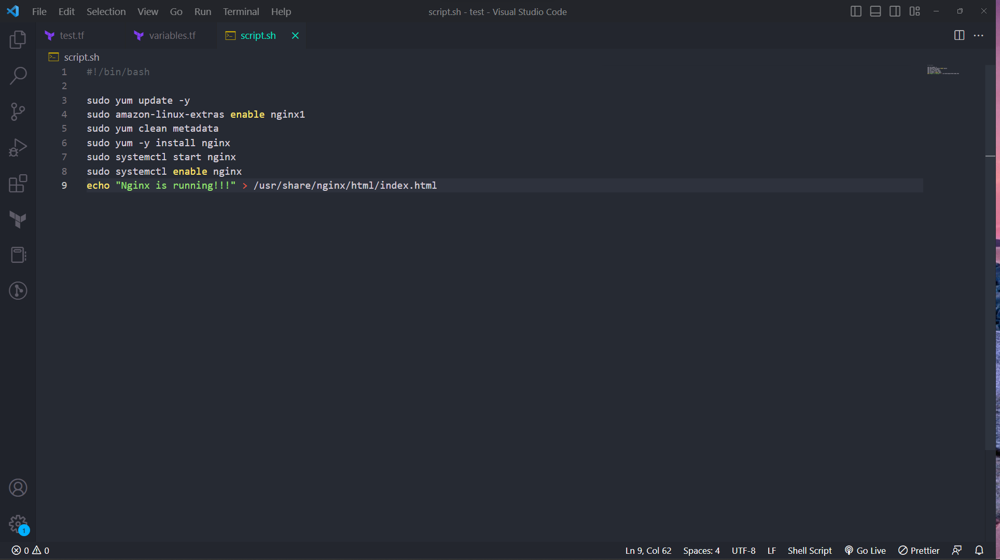 File Edit Selection View Go Run Terminal Help script.sh - test - Visual Studio Code
test.tf variables.tf script.sh
script.sh
1 #!/bin/bash
2
3 sudo yum update -y
4 sudo amazon-linux-extras enable nginx1
5 sudo yum clean metadata
6 sudo yum -y install nginx
7 sudo systemctl start nginx
8 sudo systemctl enable nginx
9 echo "Nginx is running!!!" > /usr/share/nginx/html/index.html
1
0 0 Ln 9, Col 62 Spaces: 4 UTF-8 LF Shell Script Go Live Prettier